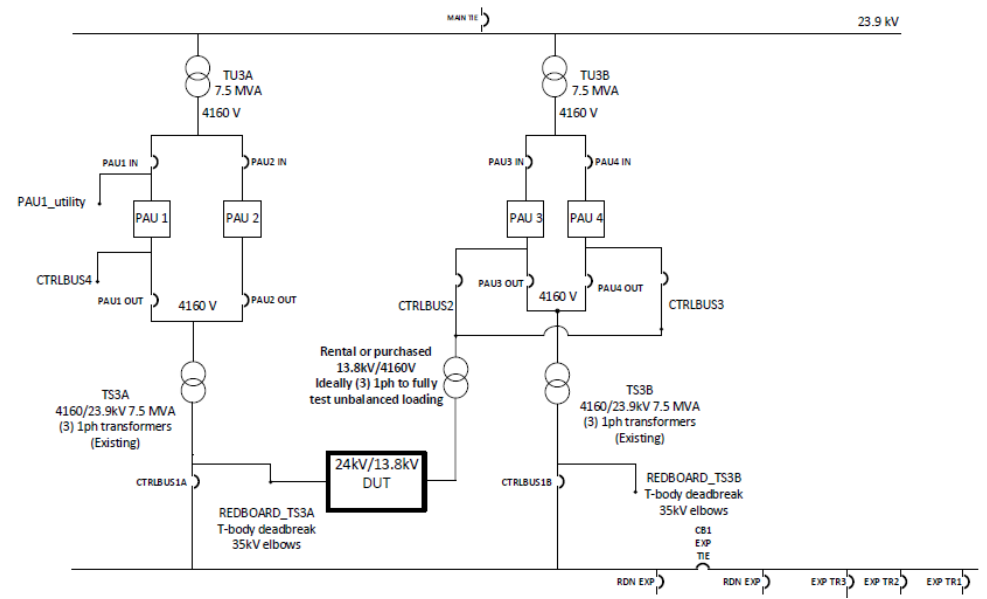 MAIN TIE
23.9 kV
TU3A
7.5 MVA
4160 V
TU3B
7.5 MVA
4160 V
PAU1 IN
PAU2 IN
PAU3 IN
PAU4 IN
PAU1_utility
PAU 1
PAU 2
PAU 3
PAU 4
CTRLBUS4
PAU1 OUT
4160 V
PAU2 OUT
CTRLBUS2
PAU3 OUT
4160 V
PAU4 OUT
CTRLBUS3
Rental or purchased
13.8kV/4160V
Ideally (3) 1ph to fully
test unbalanced loading
TS3A
4160/23.9kV 7.5 MVA
(3) 1ph transformers
(Existing)
TS3B
4160/23.9kV 7.5 MVA
(3) 1ph transformers
(Existing)
24kV/13.8kV
DUT
CTRLBUS1A
REDBOARD_TS3A
T-body deadbreak
35kV elbows
CTRLBUS1B
REDBOARD_TS3B
T-body deadbreak
35kV elbows
CB1
EXP
TIE
RDN EXP
RDN EXP
EXP TR3
EXP TR2
EXP TR1